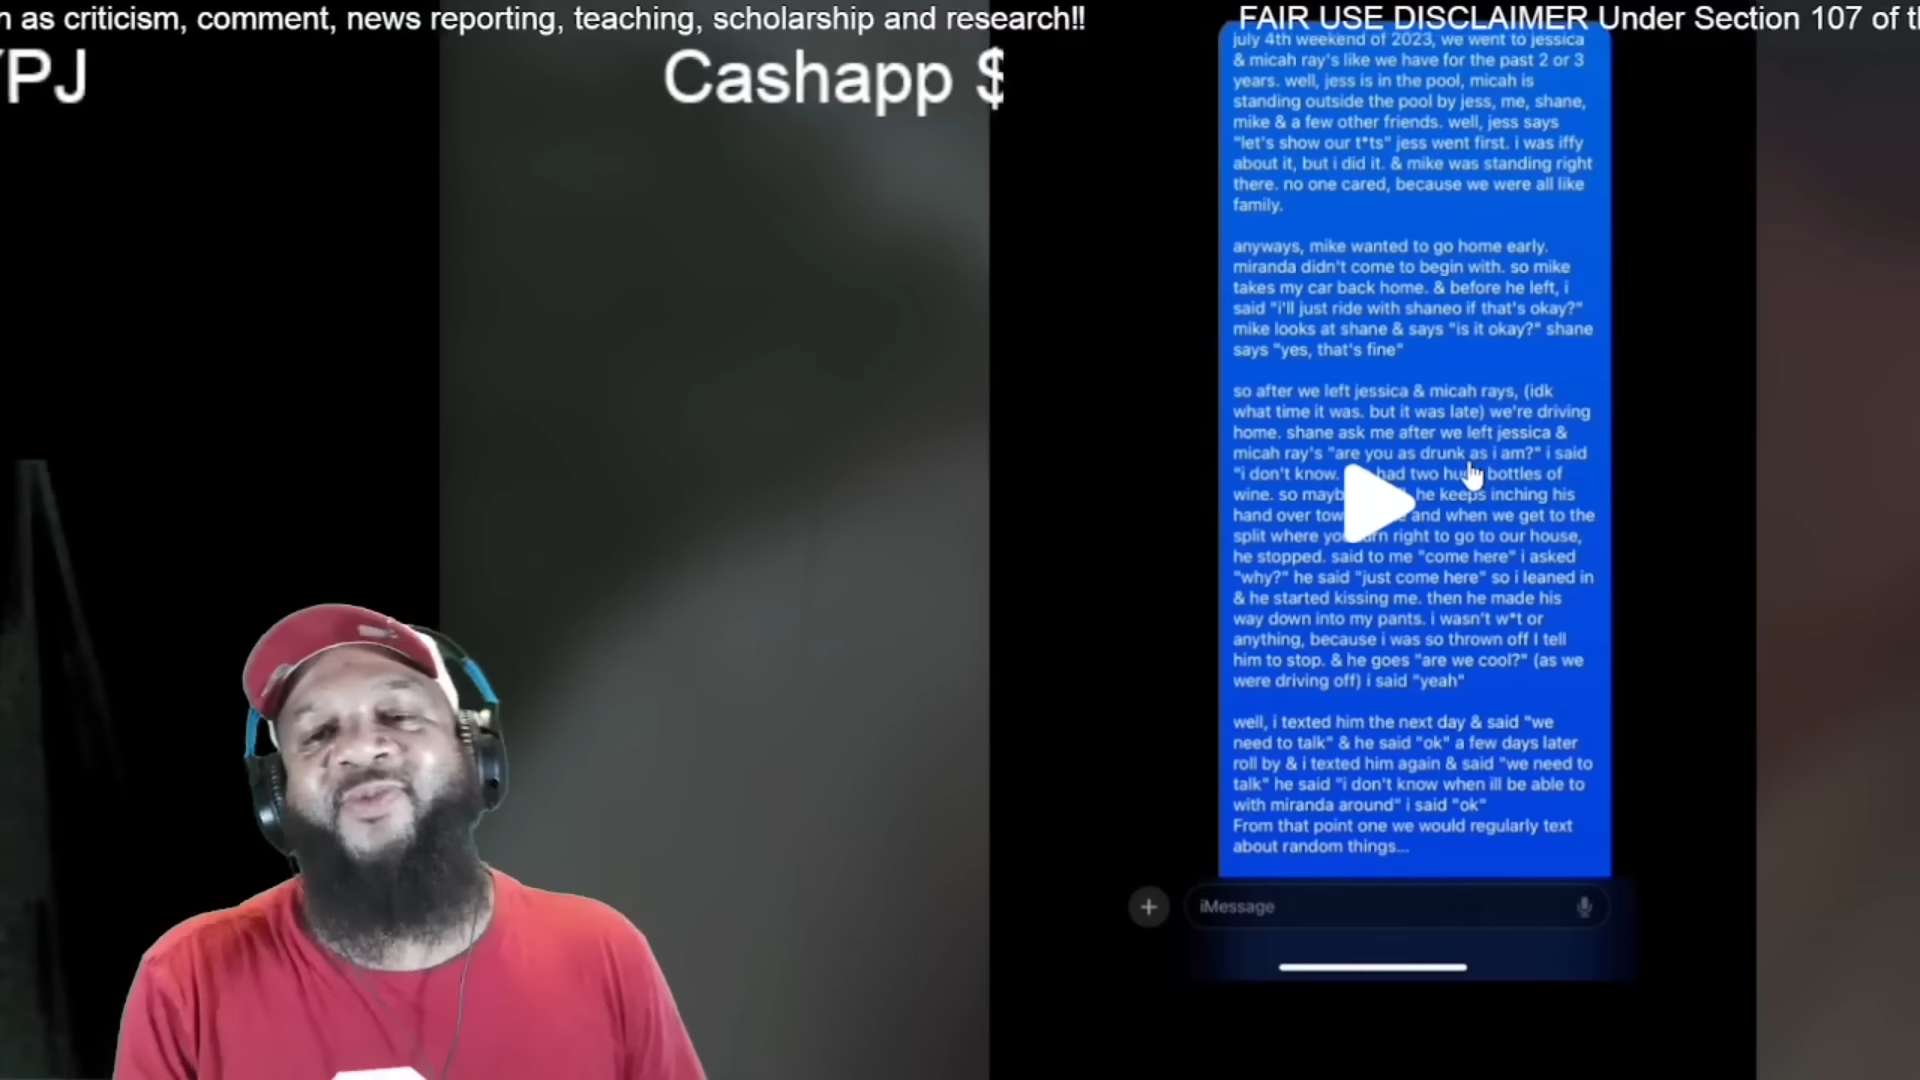 n as criticism, comment, news reporting, teaching, scholarship and research!!
FAIR USE DISCLAIMER Under Section 107 of
YPJ
Cashapp $
july 4th weekend of 2023, we went to jessica
& micah ray's like we have for the past 2 or 3
years. well, jess is in the pool, micah is
standing outside the pool by jess, me, shane,
mike & a few other friends. well, jess says
"let's show our t*ts" jess went first. i was iffy
about it, but i did it. & mike was standing right
there. no one cared, because we were all like
family.
anyways, mike wanted to go home early.
miranda didn't come to begin with. so mike
takes my car back home. & before he left, i
said "i'll just ride with shaneo if that's okay?"
mike looks at shane & says "is it okay?" shane
says "yes, that's fine"
so after we left jessica & micah rays, (idk
what time it was. but it was late) we're driving
home. shane ask me after we left jessica &
micah ray's "are you as drunk as i am?" i said
"i don't know. had two bottles of
wine. so he keeps inching his
hand over and when we get to the
split where right to go to our house,
he stopped. said to me "come here" i asked
"why?" he said "just come here" so i leaned in
& he started kissing me. then he made his
way down into my pants. i wasn't w*t or
anything, because i was so thrown off I tell
him to stop. & he goes "are we cool?" (as we
were driving off) i said "yeah"
well, i texted him the next day & said "we
need to talk" & he said "ok" a few days later
roll by & i texted him again & said "we need to
talk" he said "i don't know when ill be able to
with miranda around" i said "ok"
From that point one we would regularly text
about random things...
iMessage